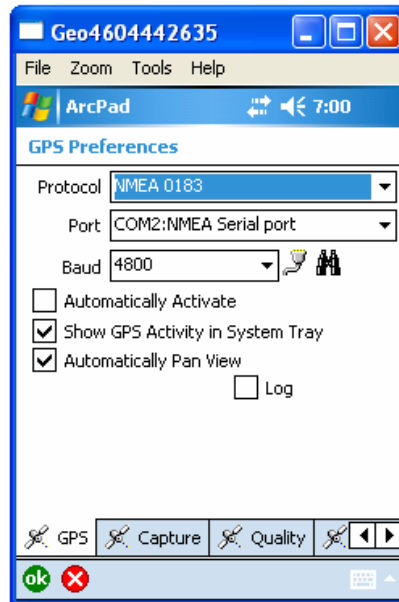 Geo4604442635
File Zoom Tools Help
ArcPad 7:00
GPS Preferences
Protocol NMEA 0183
Port COM2:NMEA Serial port
Baud 4800
Automatically Activate
Show GPS Activity in System Tray
Automatically Pan View
Log
GPS Capture Quality
ok